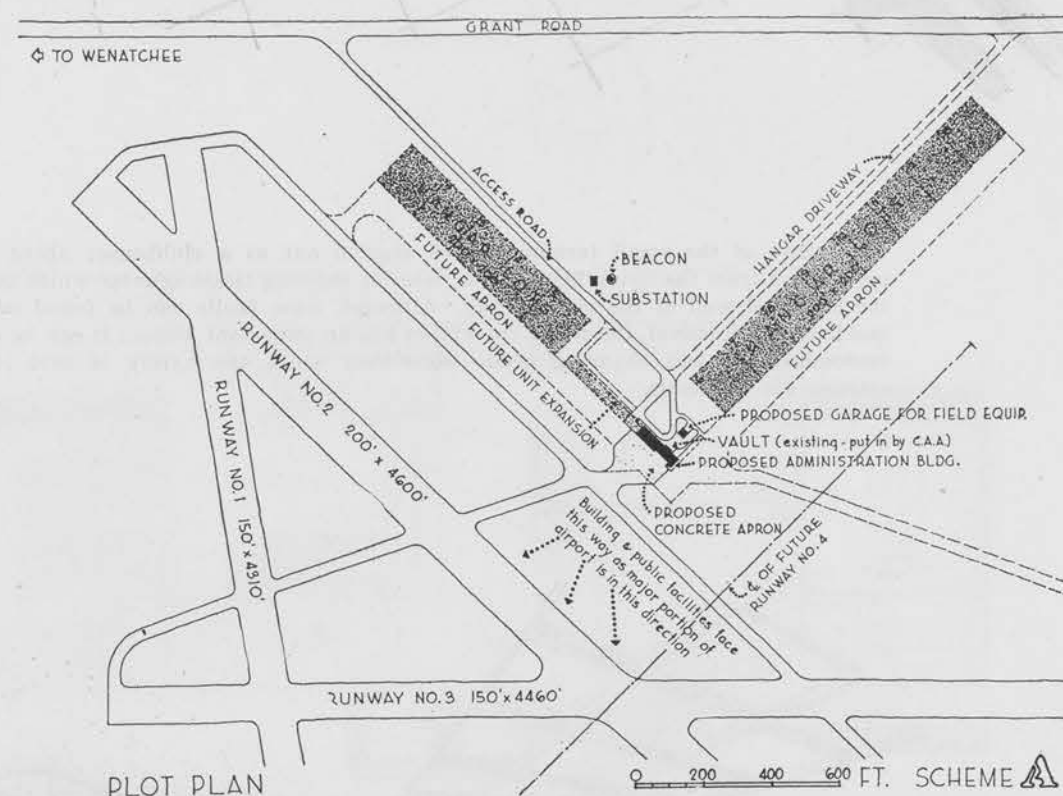 GRANT ROAD
⇦ TO WENATCHEE
ACCESS ROAD
HANGAR DRIVEWAY
HANGAR LOTS
HANGAR LOTS
BEACON
SUBSTATION
FUTURE APRON
FUTURE APRON
FUTURE UNIT EXPANSION
RUNWAY NO.2 200' x 4600'
RUNWAY NO.1 150' x 4310'
PROPOSED GARAGE FOR FIELD EQUIP.
VAULT (existing - put in by C.A.A.)
PROPOSED ADMINISTRATION BLDG.
PROPOSED
CONCRETE APRON
℄ OF FUTURE
RUNWAY NO.4
Building & public facilities face
this way as major portion of
airport is in this direction
RUNWAY NO.3 150' x 4460'
PLOT PLAN
0 200 400 600 FT. SCHEME A